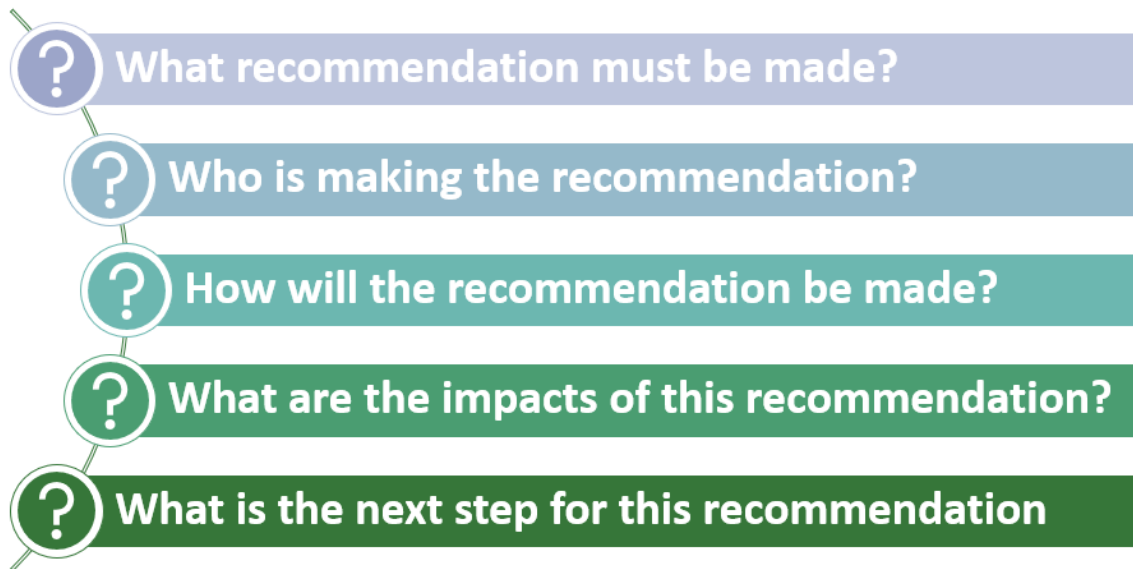 What recommendation must be made?
Who is making the recommendation?
How will the recommendation be made?
What are the impacts of this recommendation?
What is the next step for this recommendation